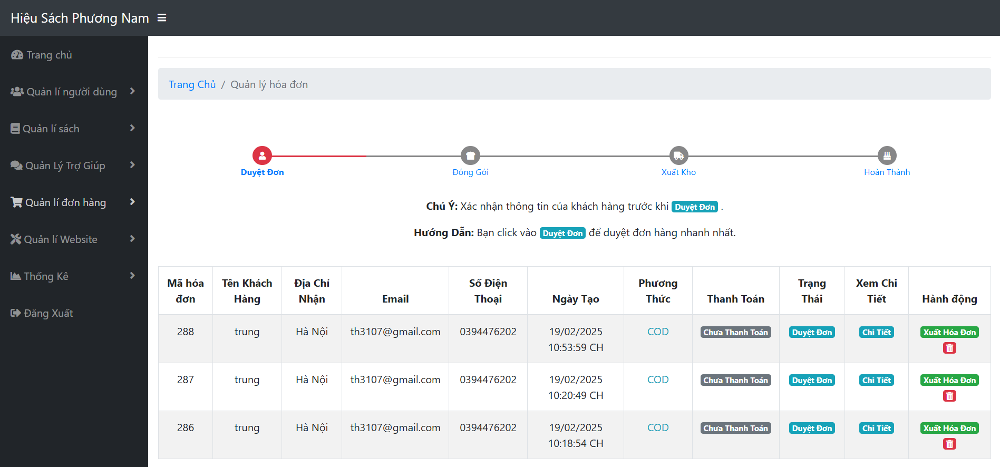 Hiệu Sách Phương Nam
Trang chủ
Quản lí người dùng
Quản lí sách
Quản Lý Trợ Giúp
Quản lí đơn hàng
Quản lí Website
Thống Kê
Đăng Xuất
Trang Chủ / Quản lý hóa đơn
Duyệt Đơn Đóng Gói Xuất Kho Hoàn Thành
Chú Ý: Xác nhận thông tin của khách hàng trước khi Duyệt Đơn .
Hướng Dẫn: Bạn click vào Duyệt Đơn để duyệt đơn hàng nhanh nhất.
Mã hóa đơn Tên Khách Hàng Địa Chỉ Nhận Email Số Điện Thoại Ngày Tạo Phương Thức Thanh Toán Trạng Thái Xem Chi Tiết Hành động
288 trung Hà Nội th3107@gmail.com 0394476202 19/02/2025 10:53:59 CH COD Chưa Thanh Toán Duyệt Đơn Chi Tiết Xuất Hóa Đơn
287 trung Hà Nội th3107@gmail.com 0394476202 19/02/2025 10:20:49 CH COD Chưa Thanh Toán Duyệt Đơn Chi Tiết Xuất Hóa Đơn
286 trung Hà Nội th3107@gmail.com 0394476202 19/02/2025 10:18:54 CH COD Chưa Thanh Toán Duyệt Đơn Chi Tiết Xuất Hóa Đơn